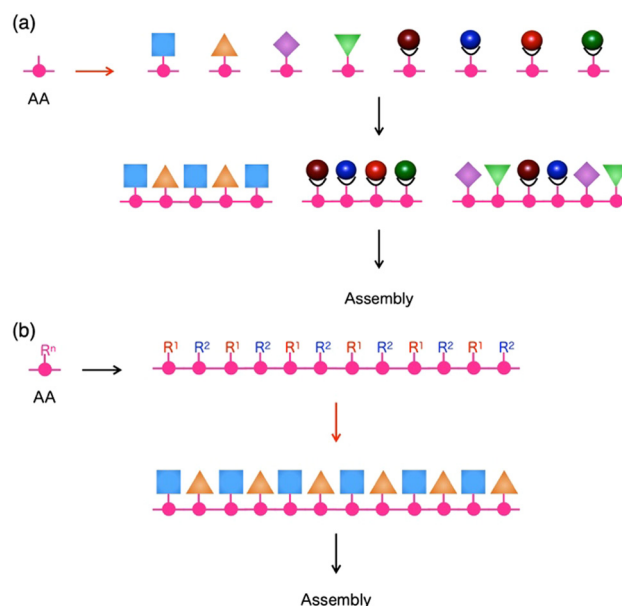 (a)
AA
Assembly
(b)
Rⁿ
AA
R¹ R² R¹ R² R¹ R² R¹ R² R¹ R² R¹ R²
Assembly